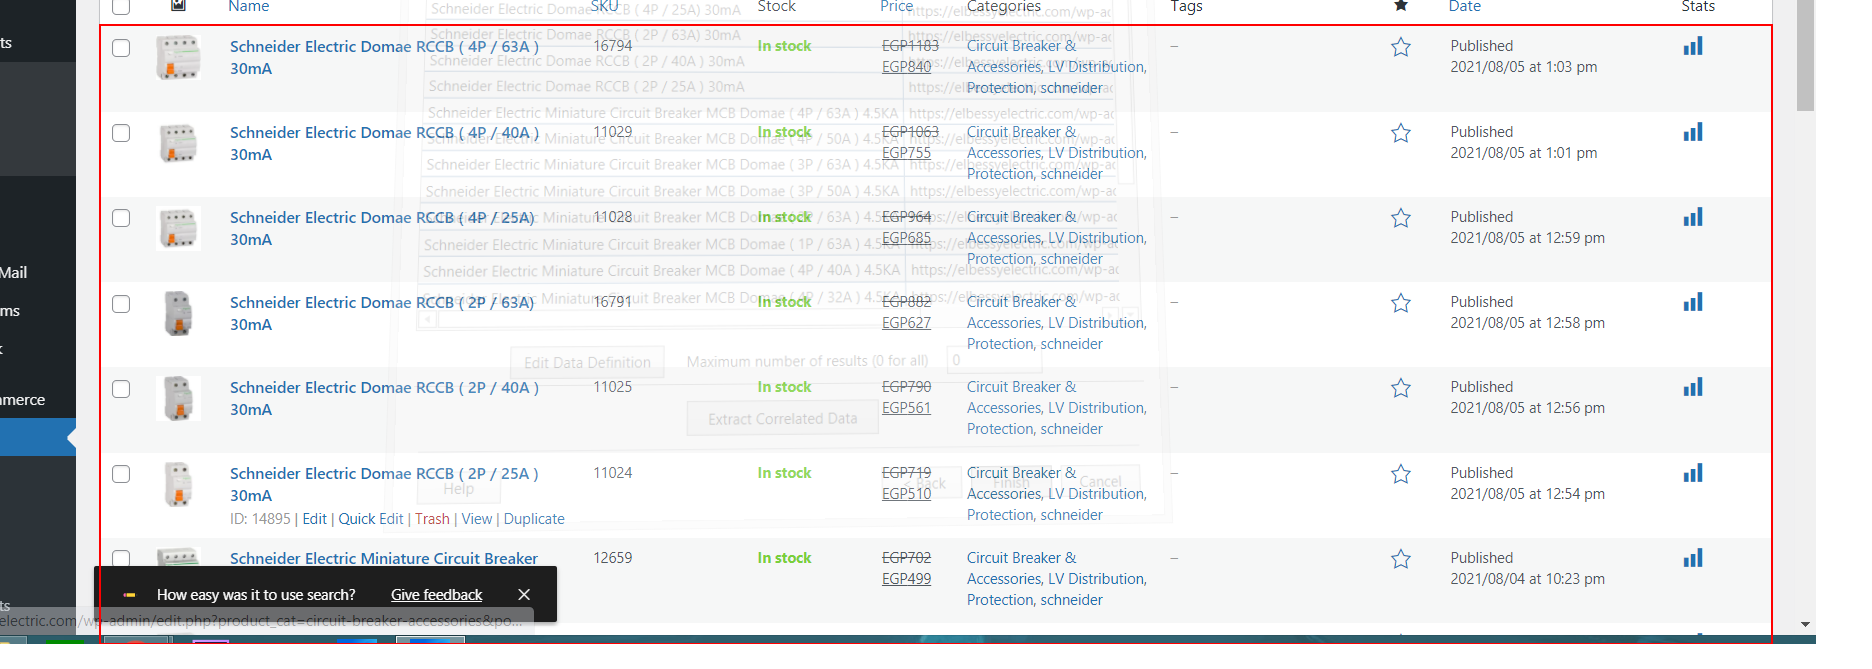 Name SKU Stock Price Categories Tags Date Stats
Schneider Electric Domae RCCB ( 4P / 63A ) 16794 In stock EGP1183 Circuit Breaker & – Published
30mA EGP840 Accessories, LV Distribution, 2021/08/05 at 1:03 pm
Protection, schneider
Schneider Electric Domae RCCB ( 4P / 40A ) 11029 In stock EGP1063 Circuit Breaker & – Published
30mA EGP755 Accessories, LV Distribution, 2021/08/05 at 1:01 pm
Protection, schneider
Schneider Electric Domae RCCB ( 4P / 25A) 11028 In stock EGP964 Circuit Breaker & – Published
30mA EGP685 Accessories, LV Distribution, 2021/08/05 at 12:59 pm
Protection, schneider
Schneider Electric Domae RCCB ( 2P / 63A) 16791 In stock EGP882 Circuit Breaker & – Published
30mA EGP627 Accessories, LV Distribution, 2021/08/05 at 12:58 pm
Protection, schneider
Schneider Electric Domae RCCB ( 2P / 40A ) 11025 In stock EGP790 Circuit Breaker & – Published
30mA EGP561 Accessories, LV Distribution, 2021/08/05 at 12:56 pm
Protection, schneider
Schneider Electric Domae RCCB ( 2P / 25A ) 11024 In stock EGP719 Circuit Breaker & – Published
30mA EGP510 Accessories, LV Distribution, 2021/08/05 at 12:54 pm
Protection, schneider
ID: 14895 | Edit | Quick Edit | Trash | View | Duplicate
Schneider Electric Miniature Circuit Breaker 12659 In stock EGP702 Circuit Breaker & – Published
EGP499 Accessories, LV Distribution, 2021/08/04 at 10:23 pm
Protection, schneider
Schneider Electric Domae RCCB ( 4P / 25A) 30mA https://elbessyelectric.com/wp-ad
Schneider Electric Domae RCCB ( 2P / 63A) 30mA
Schneider Electric Domae RCCB ( 2P / 40A ) 30mA
Schneider Electric Domae RCCB ( 2P / 25A ) 30mA
Schneider Electric Miniature Circuit Breaker MCB Domae ( 4P / 63A ) 4.5KA https://elbessyelectric.com/wp-ad
Schneider Electric Miniature Circuit Breaker MCB Domae ( 4P / 50A ) 4.5KA
Schneider Electric Miniature Circuit Breaker MCB Domae ( 3P / 63A ) 4.5KA
Schneider Electric Miniature Circuit Breaker MCB Domae ( 3P / 50A ) 4.5KA https://elbessyelectric.com/wp-ad
Schneider Electric Miniature Circuit Breaker MCB Domae ( 1P / 63A ) 4.5KA
Schneider Electric Miniature Circuit Breaker MCB Domae ( 4P / 40A ) 4.5KA https://elbessyelectric.com/wp-ad
Miniature Circuit Breaker MCB Domae ( 4P / 32A ) 4.5KA
Edit Data Definition Maximum number of results (0 for all) 0
Extract Correlated Data
Help < Back Finish Cancel
ts
Mail
ms
merce
How easy was it to use search? Give feedback
ts
electric.com/wp-admin/edit.php?product_cat=circuit-breaker-accessories&po...